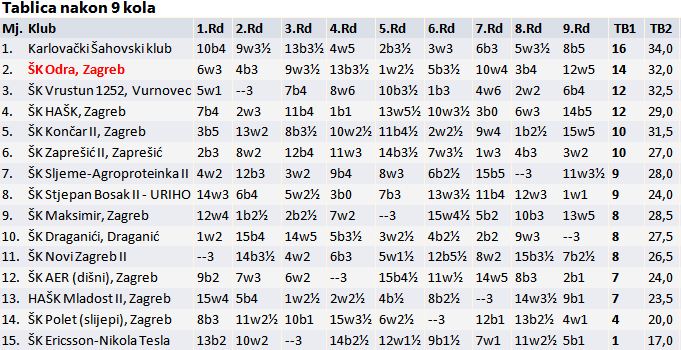 Tablica nakon 9 kola
Mj. Klub 1.Rd 2.Rd 3.Rd 4.Rd 5.Rd 6.Rd 7.Rd 8.Rd 9.Rd TB1 TB2
1. Karlovački Šahovski klub 10b4 9w3½ 13b3½ 4w5 2b3½ 3w3 6b3 5w3½ 8b5 16 34,0
2. ŠK Odra, Zagreb 6w3 4b3 9w3½ 13b3½ 1w2½ 5b3½ 10w4 3b4 12w5 14 32,0
3. ŠK Vrustun 1252, Vurnovec 5w1 --3 7b4 8w6 10b3½ 1b3 4w6 2w2 6b4 12 32,5
4. ŠK HAŠK, Zagreb 7b4 2w3 11b4 1b1 13w5½ 10w3½ 3b0 6w3 14b5 12 29,0
5. ŠK Končar II, Zagreb 3b5 13w2 8b3½ 10w2½ 11b4½ 2w2½ 9w4 1b2½ 15w5 10 31,5
6. ŠK Zaprešić II, Zaprešić 2b3 8w2 12b4 11w3 14b3½ 7w3½ 1w3 4b3 3w2 10 27,0
7. ŠK Sljeme-Agroproteinka II 4w2 12b3 3w2 9b4 8w3 6b2½ 15b5 --3 11w3½ 9 28,0
8. ŠK Stjepan Bosak II - URIHO 14w3 6b4 5w2½ 3b0 7b3 13w3½ 11b4 12w3 1w1 9 24,0
9. ŠK Maksimir, Zagreb 12w4 1b2½ 2b2½ 7w2 --3 15w4½ 5b2 10b3 13w5 8 28,5
10. ŠK Draganići, Draganić 1w2 15b4 14w5 5b3½ 3w2½ 4b2½ 2b2 9w3 --3 8 27,5
11. ŠK Novi Zagreb II --3 14b3½ 4w2 6b3 5w1½ 12b5½ 8w2 15b3½ 7b2½ 8 26,5
12. ŠK AER (dišni), Zagreb 9b2 7w3 6w2 --3 15b4½ 11w½ 14w5 8b3 2b1 7 24,0
13. HAŠK Mladost II, Zagreb 15w4 5b4 1w2½ 2w2½ 4b½ 8b2½ --3 14w3½ 9b1 7 23,5
14. ŠK Polet (slijepi), Zagreb 8b3 11w2½ 10b1 15w3½ 6w2½ --3 12b1 13b2½ 4w1 4 20,0
15. ŠK Ericsson-Nikola Tesla 13b2 10w2 --3 14b2½ 12w1½ 9b1½ 7w1 11w2½ 5b1 1 17,0